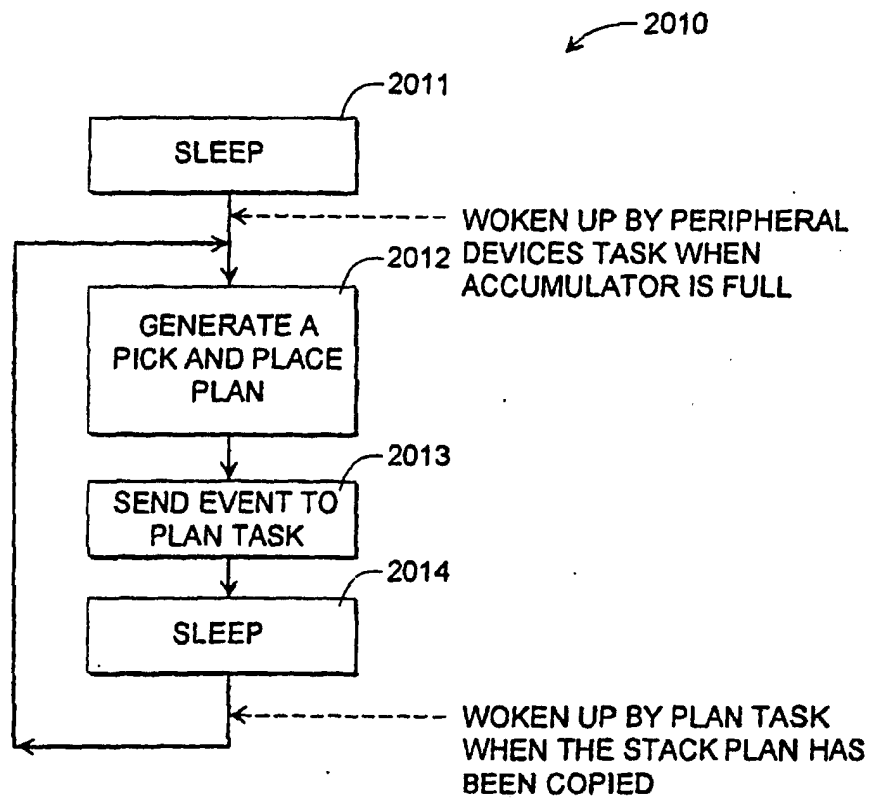 2010
2011
SLEEP
WOKEN UP BY PERIPHERAL
DEVICES TASK WHEN
ACCUMULATOR IS FULL
2012
GENERATE A
PICK AND PLACE
PLAN
2013
SEND EVENT TO
PLAN TASK
2014
SLEEP
WOKEN UP BY PLAN TASK
WHEN THE STACK PLAN HAS
BEEN COPIED